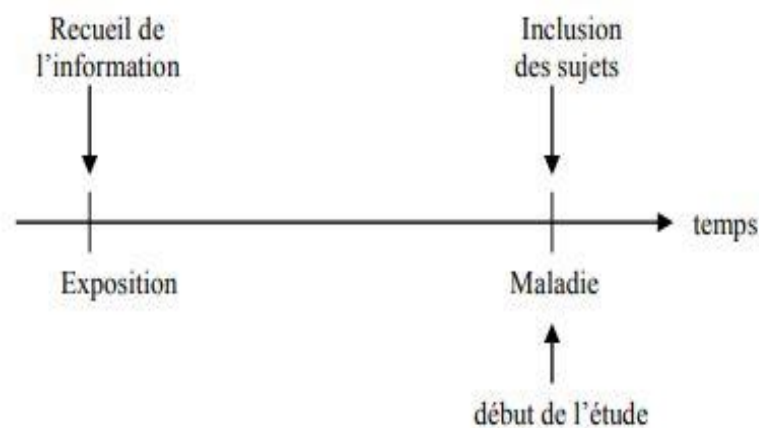 Recueil de
l’information
Inclusion
des sujets
temps
Exposition
Maladie
début de l’étude